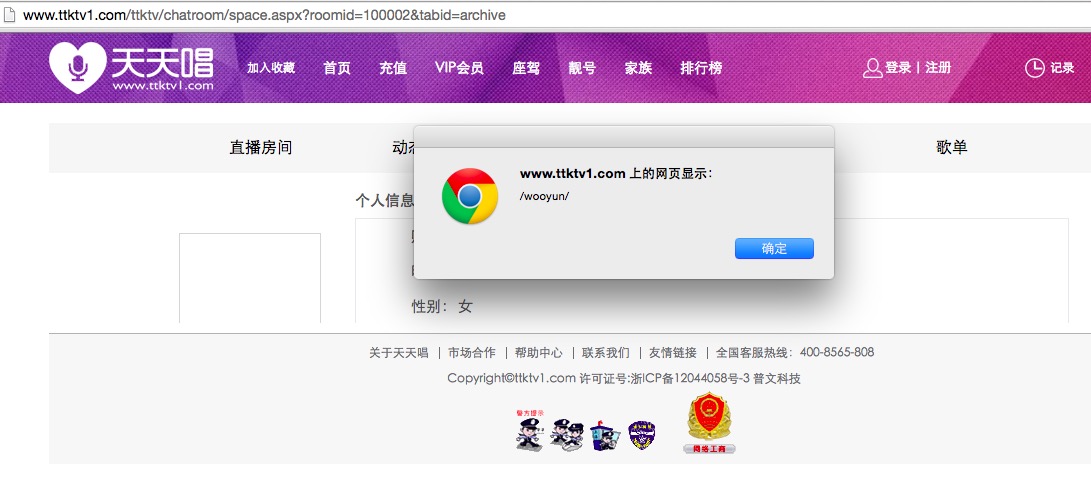 www.ttktv1.com/ttktv/chatroom/space.aspx?roomid=100002&tabid=archive
天天唱
www.ttktv1.com
加入收藏 首页 充值 VIP会员 座驾 靓号 家族 排行榜 登录 | 注册 记录
直播房间 动态 歌单
www.ttktv1.com 上的网页显示：
/wooyun/
确定
个人信息
性别： 女
关于天天唱 | 市场合作 | 帮助中心 | 联系我们 | 友情链接 | 全国客服热线：400-8565-808
Copyright©ttktv1.com 许可证号:浙ICP备12044058号-3 普文科技
警方提示
网络工商